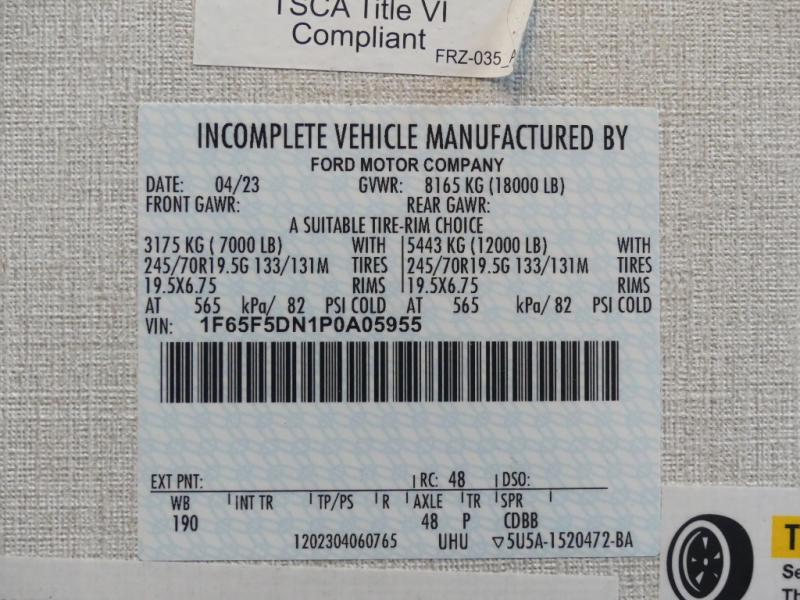 TSCA Title VI
Compliant
FRZ-035_A
INCOMPLETE VEHICLE MANUFACTURED BY
FORD MOTOR COMPANY
DATE: 04/23 GVWR: 8165 KG (18000 LB)
FRONT GAWR: REAR GAWR:
A SUITABLE TIRE-RIM CHOICE
3175 KG ( 7000 LB) WITH 5443 KG (12000 LB) WITH
245/70R19.5G 133/131M TIRES 245/70R19.5G 133/131M TIRES
19.5X6.75 RIMS 19.5X6.75 RIMS
AT 565 kPa/ 82 PSI COLD AT 565 kPa/ 82 PSI COLD
VIN: 1F65F5DN1P0A05955
EXT PNT: RC: 48 DSO:
WB INT TR TP/PS R AXLE TR SPR
190 48 P CDBB
1202304060765 UHU ▽5U5A-1520472-BA